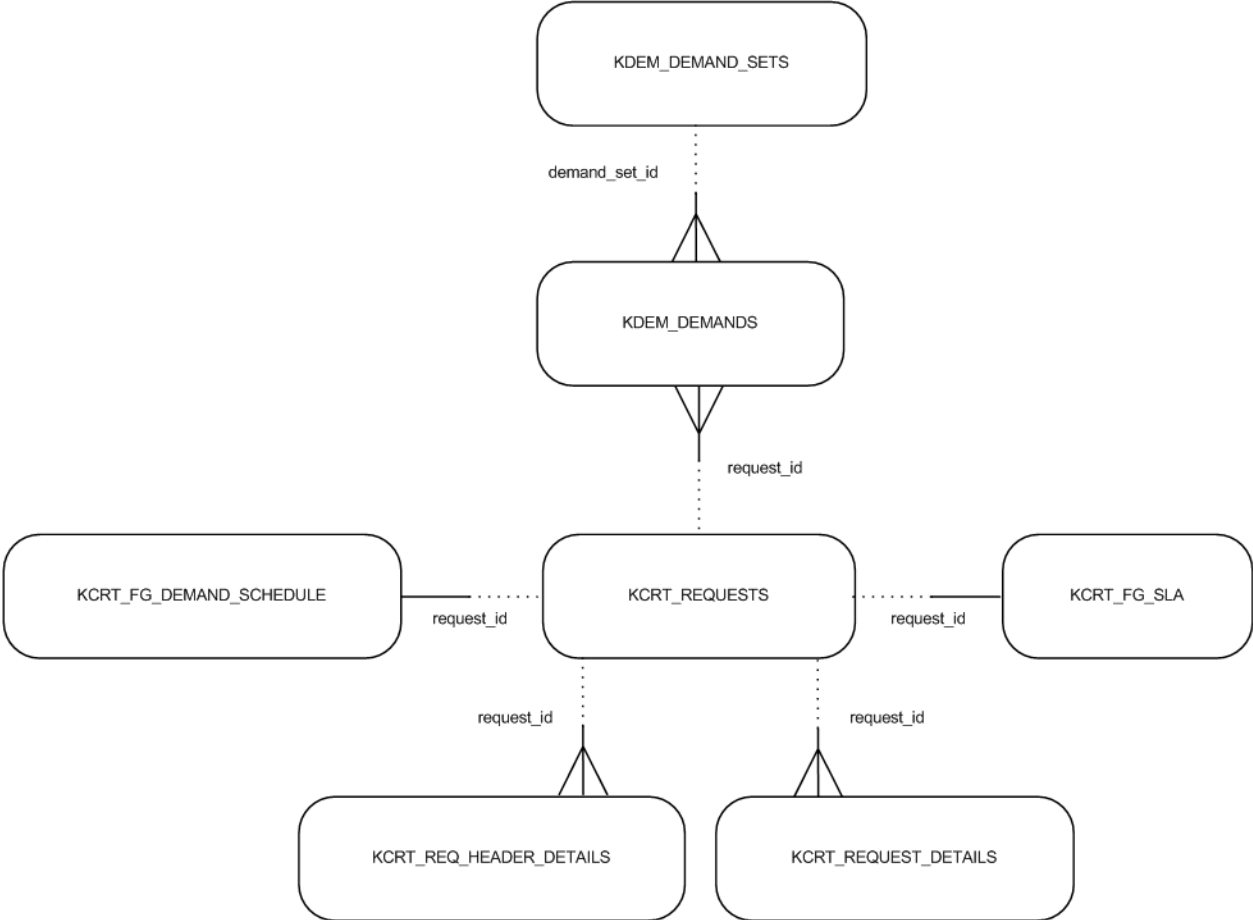 KDEM_DEMAND_SETS
demand_set_id
KDEM_DEMANDS
request_id
KCRT_FG_DEMAND_SCHEDULE
request_id
KCRT_REQUESTS
request_id
KCRT_FG_SLA
request_id
request_id
KCRT_REQ_HEADER_DETAILS
KCRT_REQUEST_DETAILS